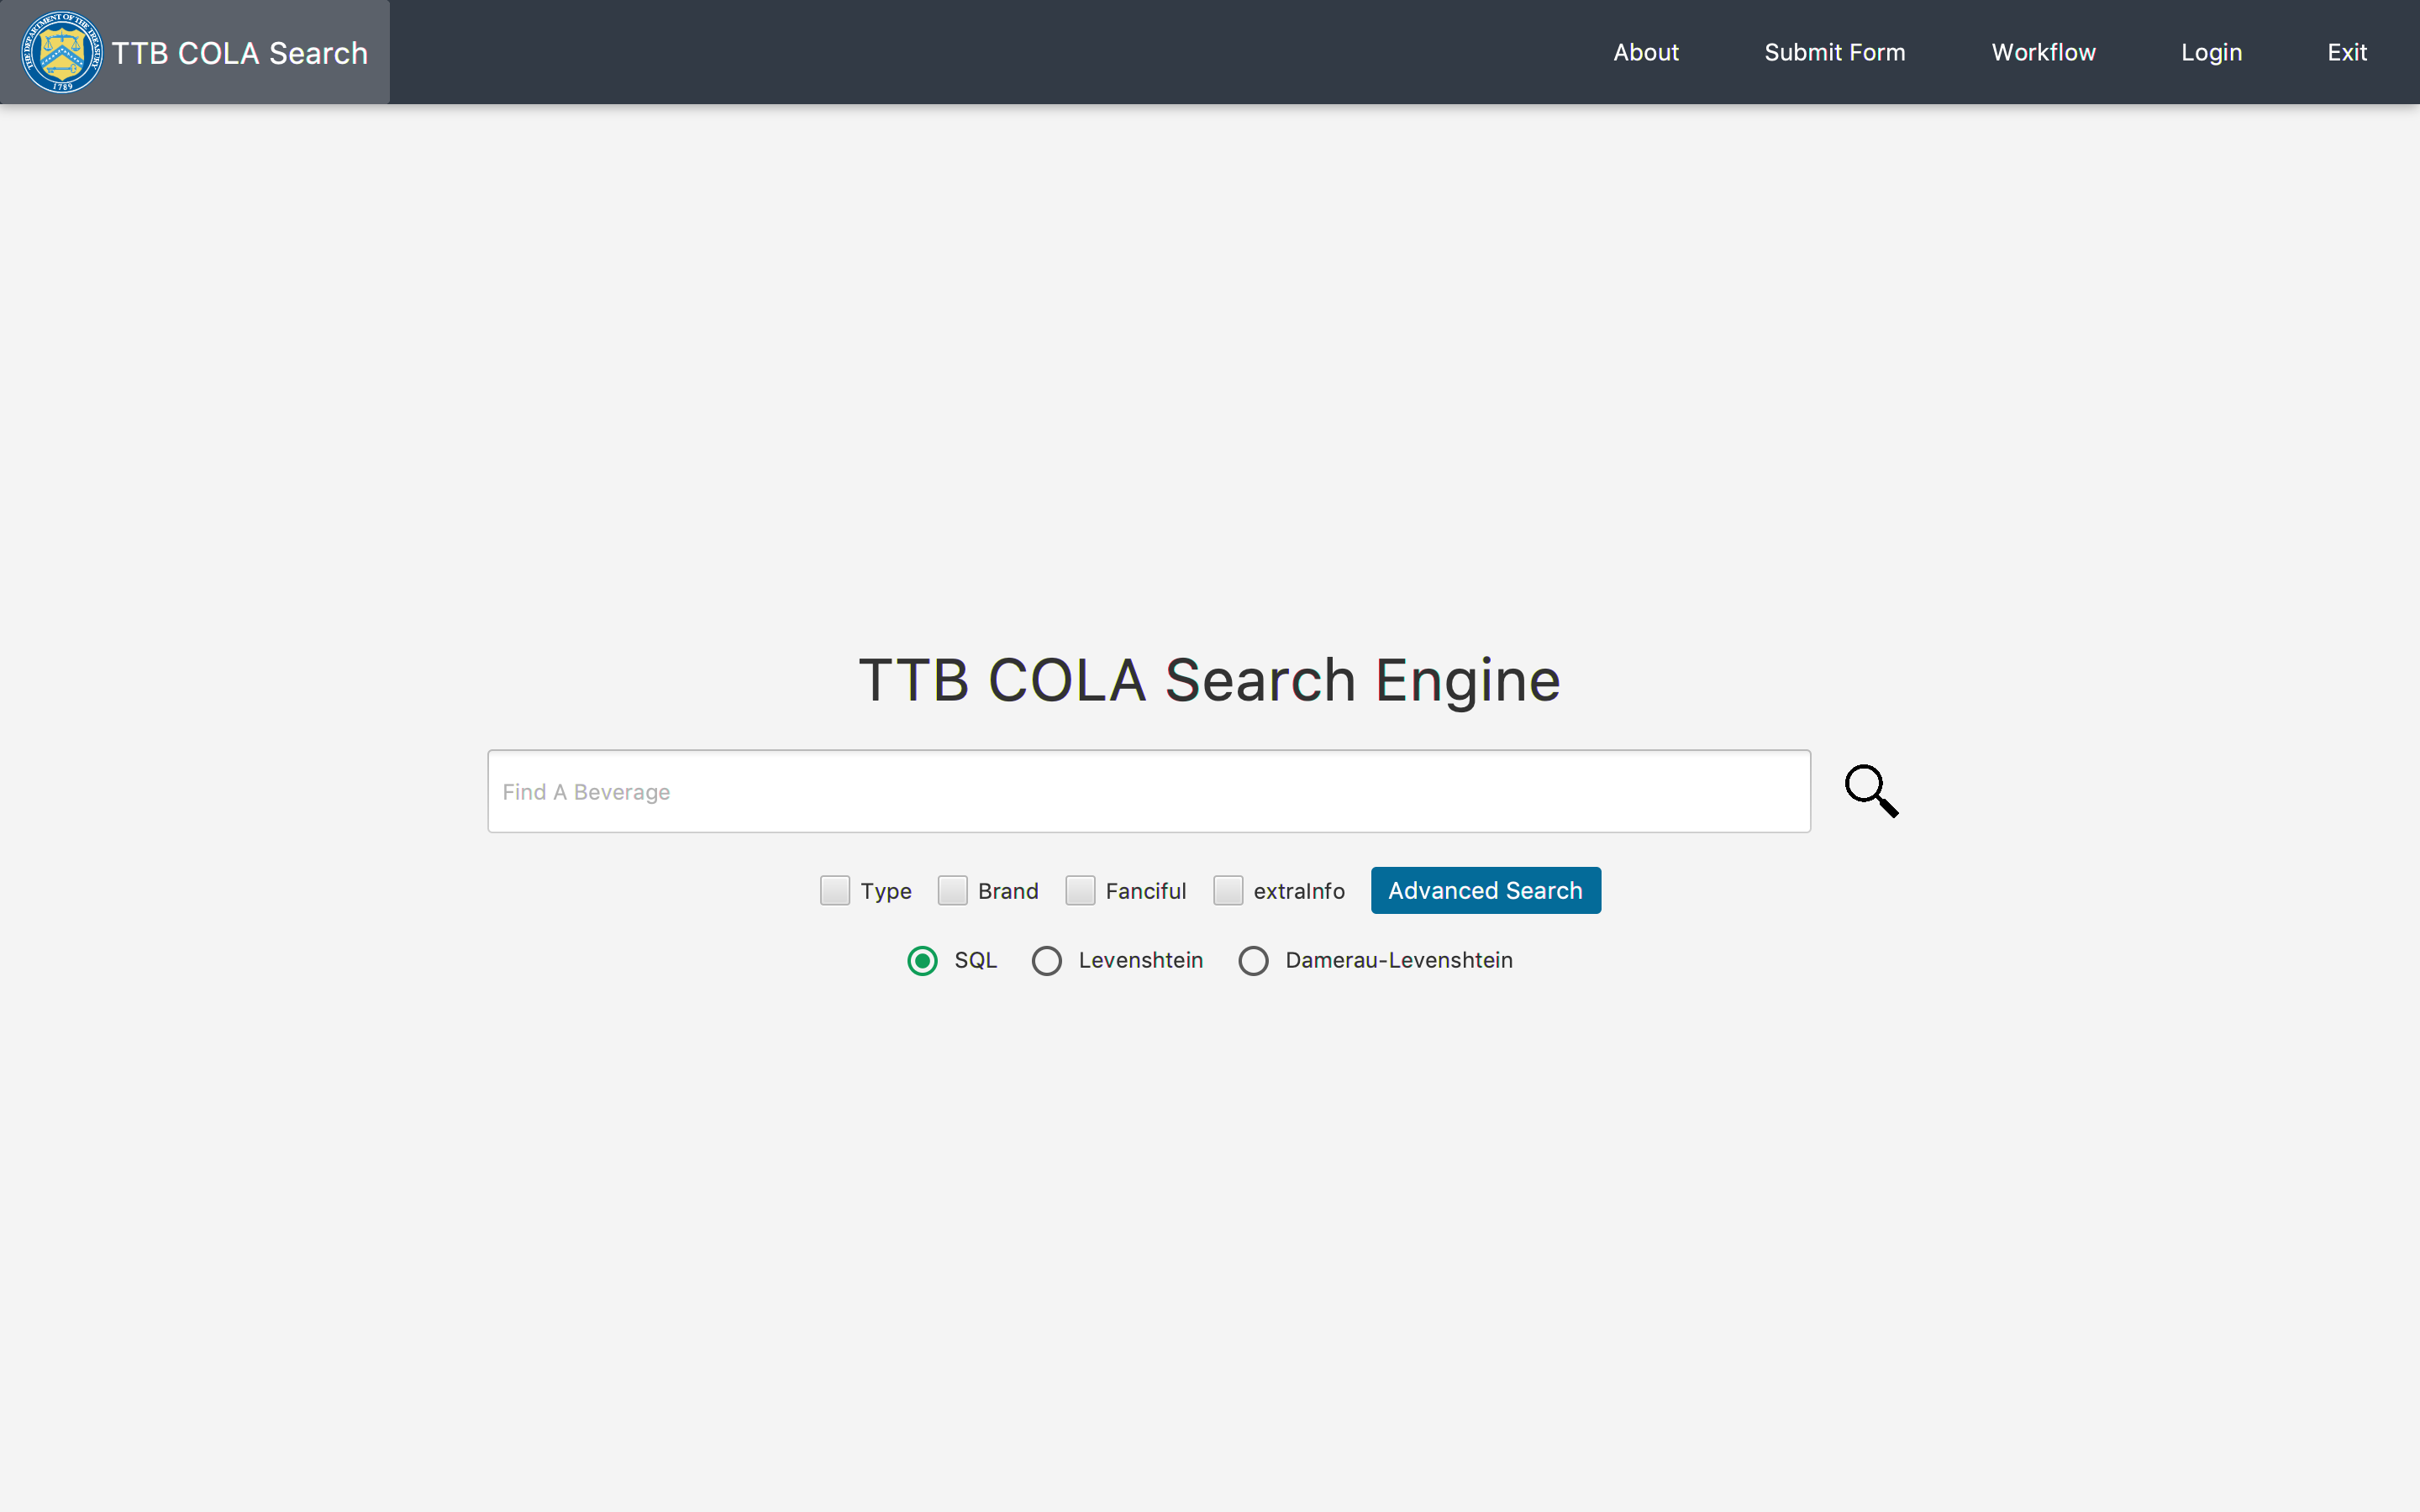 THE DEPARTMENT OF THE TREASURY
1789
TTB COLA Search
About
Submit Form
Workflow
Login
Exit
TTB COLA Search Engine
Find A Beverage
Type
Brand
Fanciful
extraInfo
Advanced Search
SQL
Levenshtein
Damerau-Levenshtein